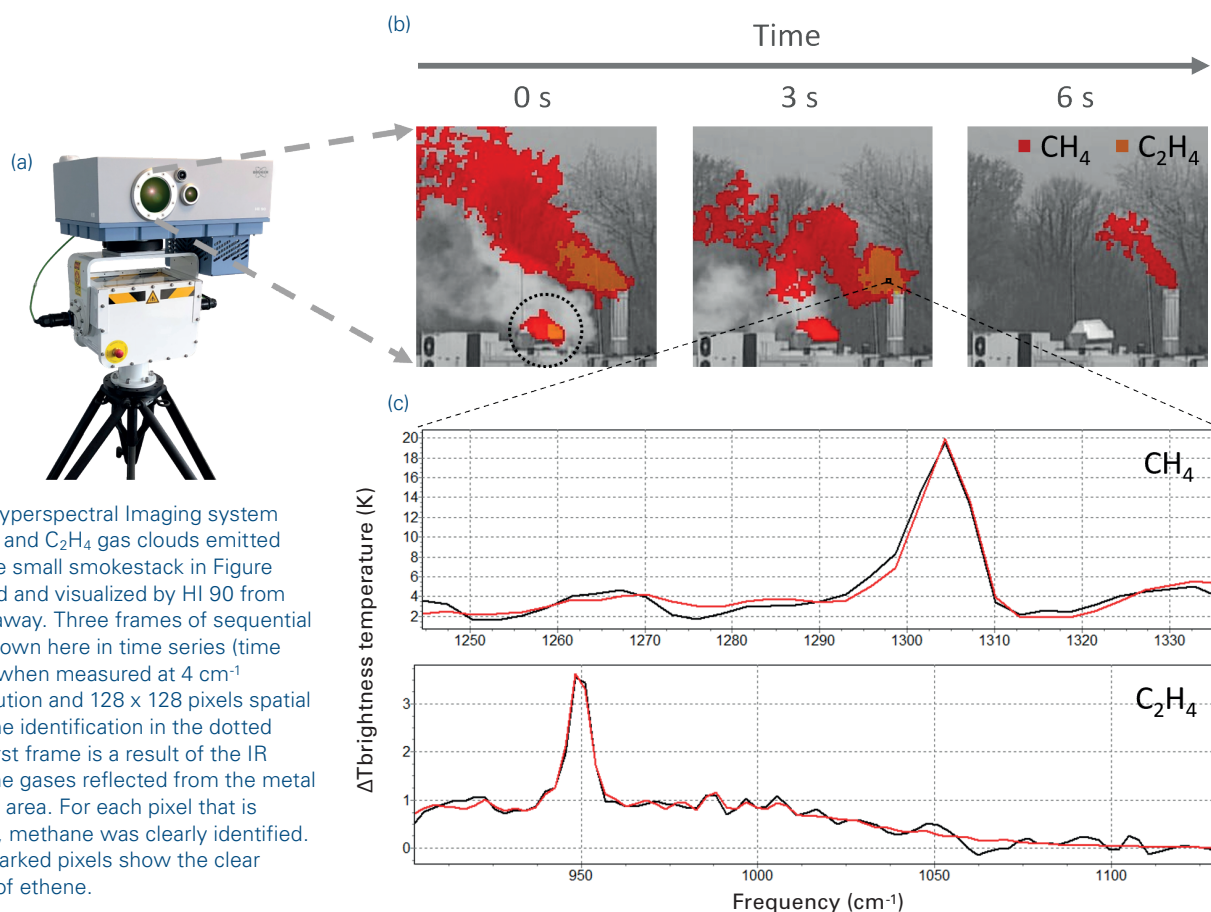 (b)
Time
0 s
3 s
6 s
(a)
CH₄
C₂H₄
(c)
20
18
16
14
12
10
8
6
4
2
CH₄
1250
1260
1270
1280
1290
1300
1310
1320
1330
ΔTbrightness temperature (K)
3
2
1
0
C₂H₄
950
1000
1050
1100
Frequency (cm⁻¹)
yperspectral Imaging system
and C₂H₄ gas clouds emitted
e small smokestack in Figure
d and visualized by HI 90 from
away. Three frames of sequential
own here in time series (time
when measured at 4 cm⁻¹
ution and 128 x 128 pixels spatial
ne identification in the dotted
rst frame is a result of the IR
ne gases reflected from the metal
area. For each pixel that is
, methane was clearly identified.
arked pixels show the clear
of ethene.